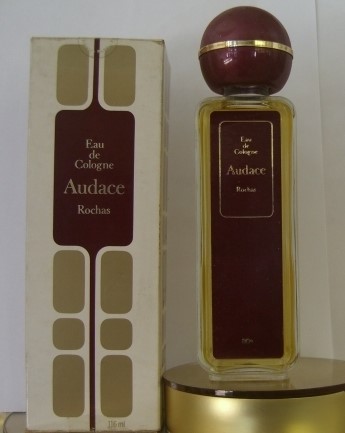 Eau
de
Cologne
Audace
Rochas
Eau
de
Cologne
Audace
Rochas